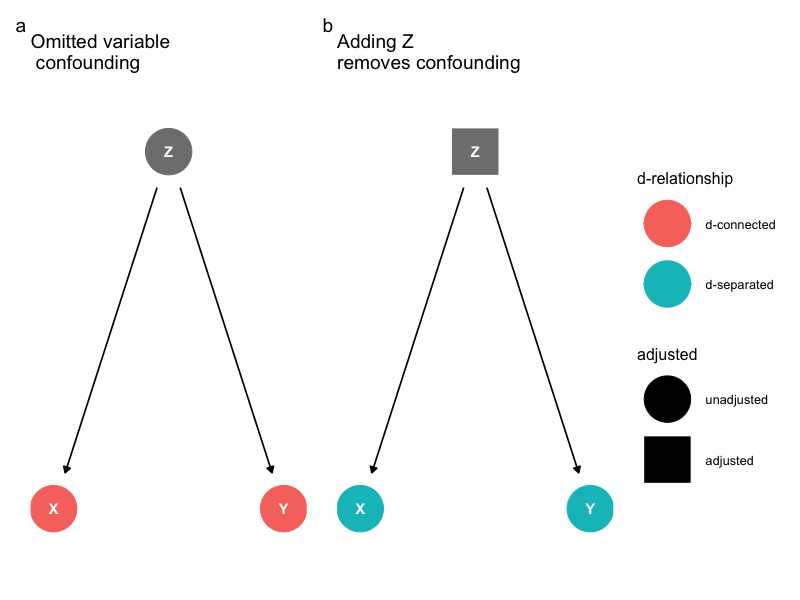 a
Omitted variable
confounding
Z
X
Y
b
Adding Z
removes confounding
Z
X
Y
d-relationship
d-connected
d-separated
adjusted
unadjusted
adjusted